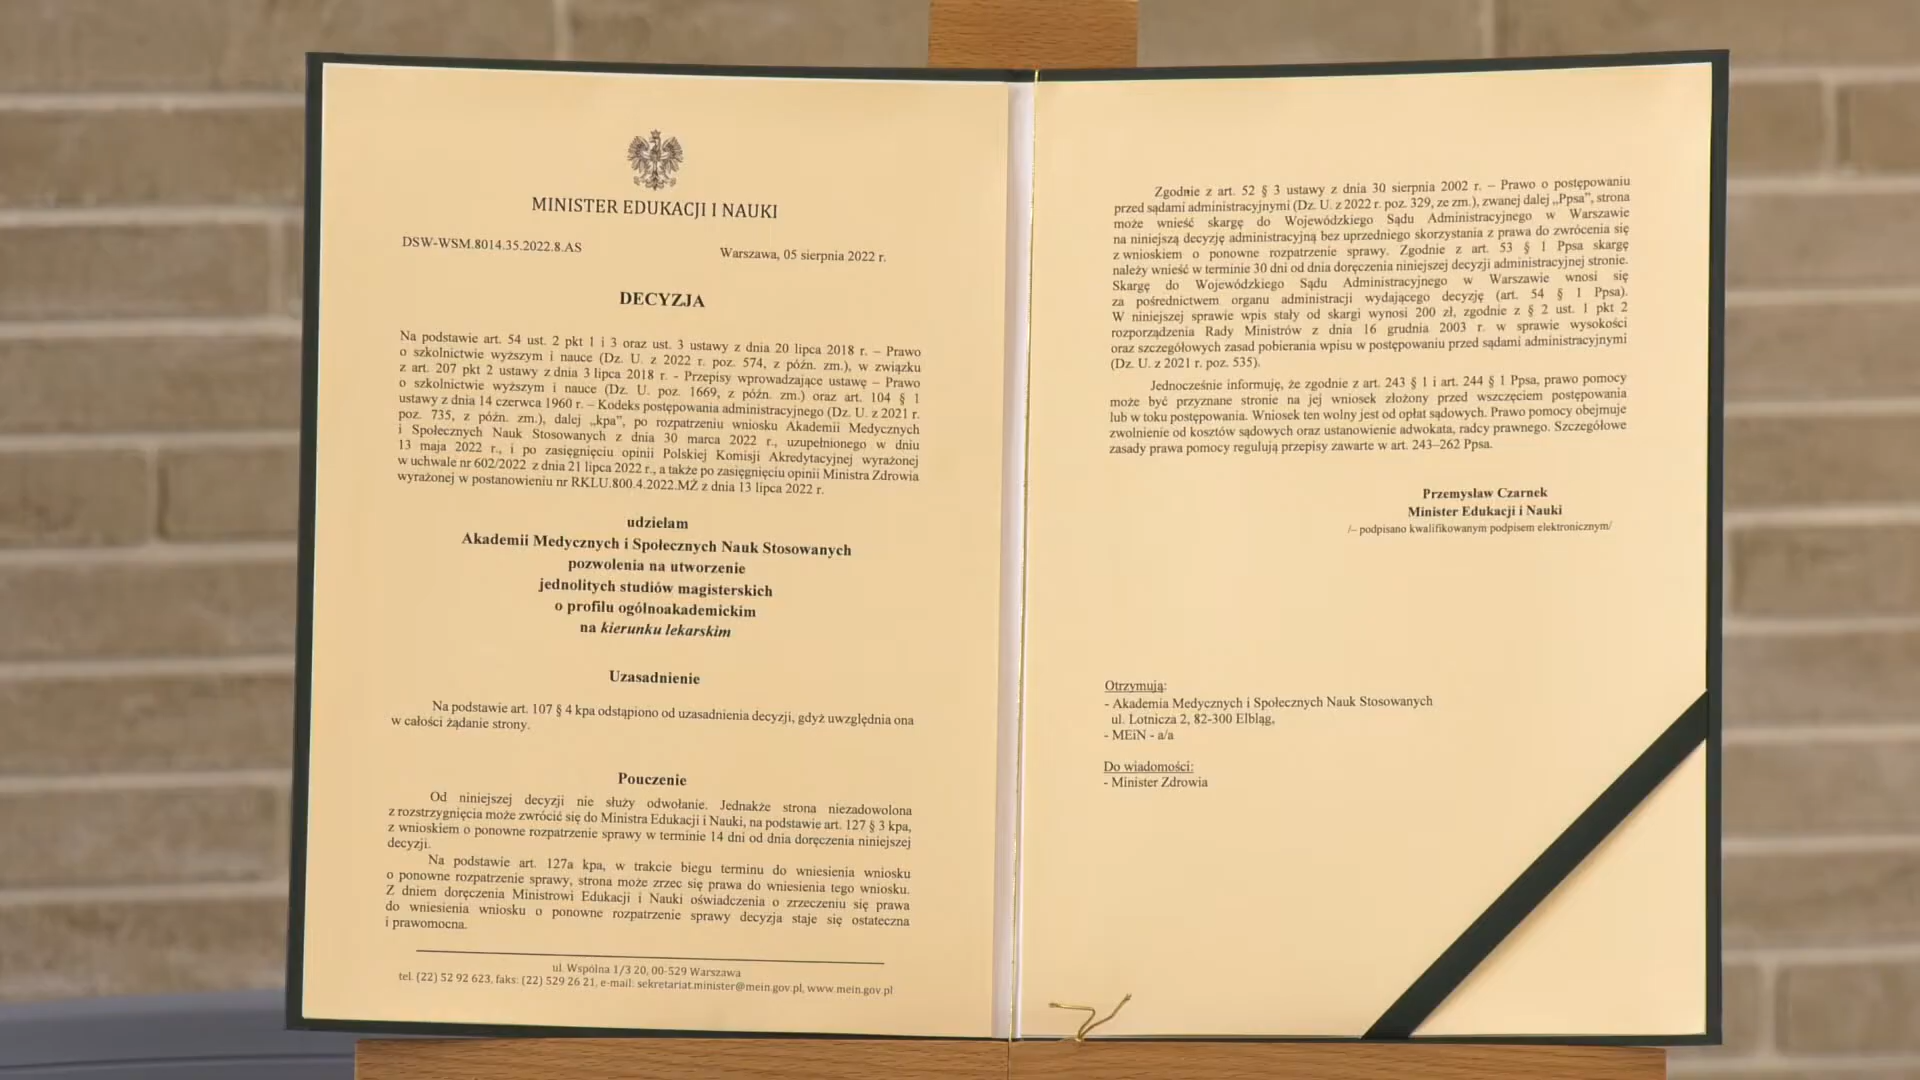 MINISTER EDUKACJI I NAUKI
DSW-WSM.8014.35.2022.8.AS
Warszawa, 05 sierpnia 2022 r.
DECYZJA
Na podstawie art. 54 ust. 2 pkt 1 i 3 oraz ust. 3 ustawy z dnia 20 lipca 2018 r. – Prawo
o szkolnictwie wyższym i nauce (Dz. U. z 2022 r. poz. 574, z późn. zm.), w związku
z art. 207 pkt 2 ustawy z dnia 3 lipca 2018 r. - Przepisy wprowadzające ustawę – Prawo
o szkolnictwie wyższym i nauce (Dz. U. poz. 1669, z późn. zm.) oraz art. 104 § 1
ustawy z dnia 14 czerwca 1960 r. – Kodeks postępowania administracyjnego (Dz. U. z 2021 r.
poz. 735, z późn. zm.), dalej „kpa”, po rozpatrzeniu wniosku Akademii Medycznych
i Społecznych Nauk Stosowanych z dnia 30 marca 2022 r., uzupełnionego w dniu
13 maja 2022 r., i po zasięgnięciu opinii Polskiej Komisji Akredytacyjnej wyrażonej
w uchwale nr 602/2022 z dnia 21 lipca 2022 r., a także po zasięgnięciu opinii Ministra Zdrowia
wyrażonej w postanowieniu nr RKLU.800.4.2022.MŻ z dnia 13 lipca 2022 r.
udzielam
Akademii Medycznych i Społecznych Nauk Stosowanych
pozwolenia na utworzenie
jednolitych studiów magisterskich
o profilu ogólnoakademickim
na kierunku lekarskim
Uzasadnienie
Na podstawie art. 107 § 4 kpa odstąpiono od uzasadnienia decyzji, gdyż uwzględnia ona
w całości żądanie strony.
Pouczenie
Od niniejszej decyzji nie służy odwołanie. Jednakże strona niezadowolona
z rozstrzygnięcia może zwrócić się do Ministra Edukacji i Nauki, na podstawie art. 127 § 3 kpa,
z wnioskiem o ponowne rozpatrzenie sprawy w terminie 14 dni od dnia doręczenia niniejszej
decyzji.
Na podstawie art. 127a kpa, w trakcie biegu terminu do wniesienia wniosku
o ponowne rozpatrzenie sprawy, strona może zrzec się prawa do wniesienia tego wniosku.
Z dniem doręczenia Ministrowi Edukacji i Nauki oświadczenia o zrzeczeniu się prawa
do wniesienia wniosku o ponowne rozpatrzenie sprawy decyzja staje się ostateczna
i prawomocna.
ul. Wspólna 1/3 20, 00-529 Warszawa
tel. (22) 52 92 623, faks: (22) 529 26 21, e-mail: sekretariat.minister@mein.gov.pl, www.mein.gov.pl
Zgodnie z art. 52 § 3 ustawy z dnia 30 sierpnia 2002 r. – Prawo o postępowaniu
przed sądami administracyjnymi (Dz. U. z 2022 r. poz. 329, ze zm.), zwanej dalej „Ppsa”, strona
może wnieść skargę do Wojewódzkiego Sądu Administracyjnego w Warszawie
na niniejszą decyzję administracyjną bez uprzedniego skorzystania z prawa do zwrócenia się
z wnioskiem o ponowne rozpatrzenie sprawy. Zgodnie z art. 53 § 1 Ppsa skargę
należy wnieść w terminie 30 dni od dnia doręczenia niniejszej decyzji administracyjnej stronie.
Skargę do Wojewódzkiego Sądu Administracyjnego w Warszawie wnosi się
za pośrednictwem organu administracji wydającego decyzję (art. 54 § 1 Ppsa).
W niniejszej sprawie wpis stały od skargi wynosi 200 zł, zgodnie z § 2 ust. 1 pkt 2
rozporządzenia Rady Ministrów z dnia 16 grudnia 2003 r. w sprawie wysokości
oraz szczegółowych zasad pobierania wpisu w postępowaniu przed sądami administracyjnymi
(Dz. U. z 2021 r. poz. 535).
Jednocześnie informuję, że zgodnie z art. 243 § 1 i art. 244 § 1 Ppsa, prawo pomocy
może być przyznane stronie na jej wniosek złożony przed wszczęciem postępowania
lub w toku postępowania. Wniosek ten wolny jest od opłat sądowych. Prawo pomocy obejmuje
zwolnienie od kosztów sądowych oraz ustanowienie adwokata, radcy prawnego. Szczegółowe
zasady prawa pomocy regulują przepisy zawarte w art. 243–262 Ppsa.
Przemysław Czarnek
Minister Edukacji i Nauki
/– podpisano kwalifikowanym podpisem elektronicznym/
Otrzymują:
- Akademia Medycznych i Społecznych Nauk Stosowanych
ul. Lotnicza 2, 82-300 Elbląg,
- MEiN - a/a
Do wiadomości:
- Minister Zdrowia